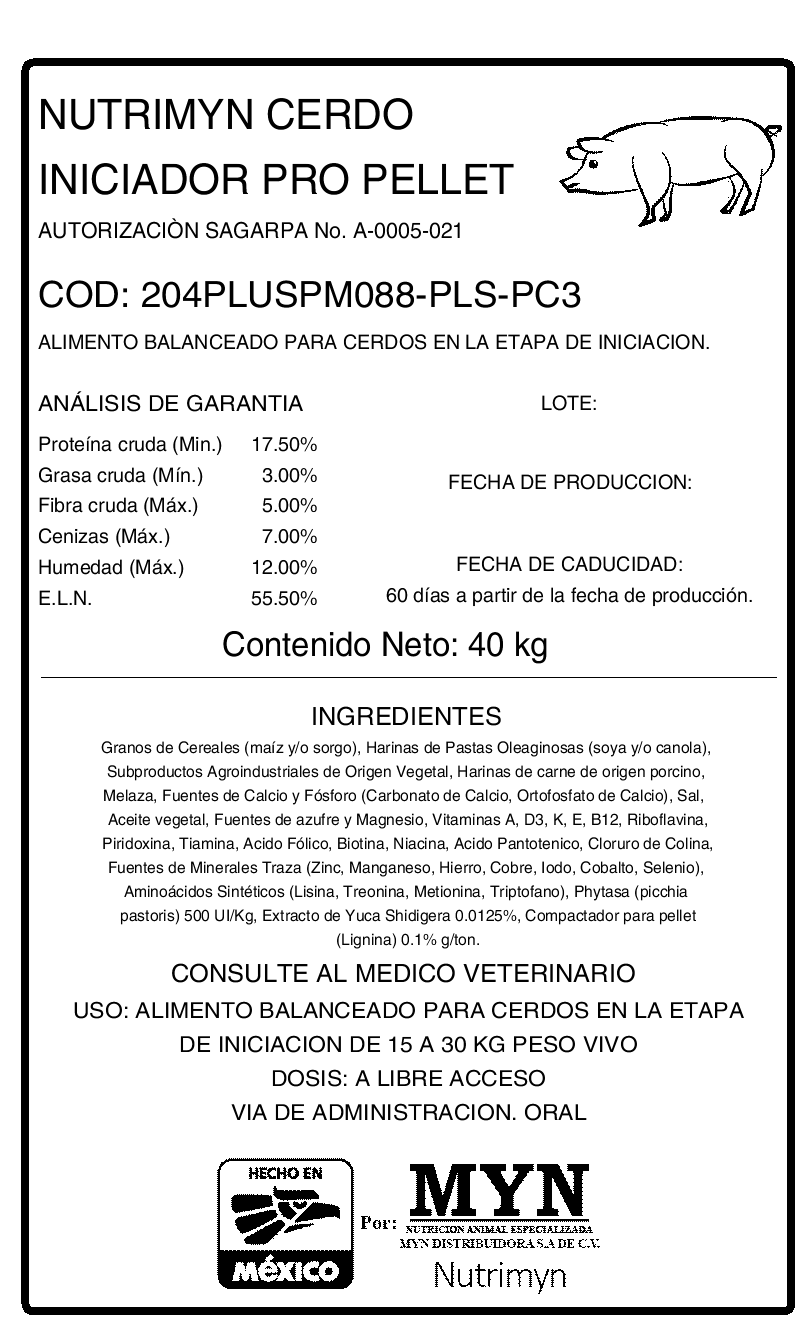 NUTRIMYN CERDO
INICIADOR PRO PELLET
AUTORIZACIÒN SAGARPA No. A-0005-021
COD: 204PLUSPM088-PLS-PC3
ALIMENTO BALANCEADO PARA CERDOS EN LA ETAPA DE INICIACION.
ANÁLISIS DE GARANTIA
Proteína cruda (Min.) 17.50%
Grasa cruda (Mín.) 3.00%
Fibra cruda (Máx.) 5.00%
Cenizas (Máx.) 7.00%
Humedad (Máx.) 12.00%
E.L.N. 55.50%
LOTE:
FECHA DE PRODUCCION:
FECHA DE CADUCIDAD:
60 días a partir de la fecha de producción.
Contenido Neto: 40 kg
INGREDIENTES
Granos de Cereales (maíz y/o sorgo), Harinas de Pastas Oleaginosas (soya y/o canola),
Subproductos Agroindustriales de Origen Vegetal, Harinas de carne de origen porcino,
Melaza, Fuentes de Calcio y Fósforo (Carbonato de Calcio, Ortofosfato de Calcio), Sal,
Aceite vegetal, Fuentes de azufre y Magnesio, Vitaminas A, D3, K, E, B12, Riboflavina,
Piridoxina, Tiamina, Acido Fólico, Biotina, Niacina, Acido Pantotenico, Cloruro de Colina,
Fuentes de Minerales Traza (Zinc, Manganeso, Hierro, Cobre, Iodo, Cobalto, Selenio),
Aminoácidos Sintéticos (Lisina, Treonina, Metionina, Triptofano), Phytasa (picchia
pastoris) 500 UI/Kg, Extracto de Yuca Shidigera 0.0125%, Compactador para pellet
(Lignina) 0.1% g/ton.
CONSULTE AL MEDICO VETERINARIO
USO: ALIMENTO BALANCEADO PARA CERDOS EN LA ETAPA
DE INICIACION DE 15 A 30 KG PESO VIVO
DOSIS: A LIBRE ACCESO
VIA DE ADMINISTRACION. ORAL
HECHO EN
MéXICO
Por:
MYN
NUTRICION ANIMAL ESPECIALIZADA
MYN DISTRIBUIDORA S.A DE C.V.
Nutrimyn